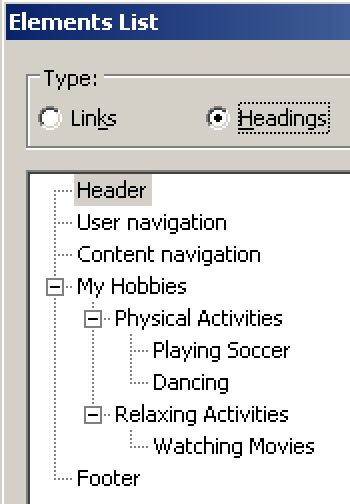 Elements List
Type:
Links Headings
Header
User navigation
Content navigation
My Hobbies
Physical Activities
Playing Soccer
Dancing
Relaxing Activities
Watching Movies
Footer